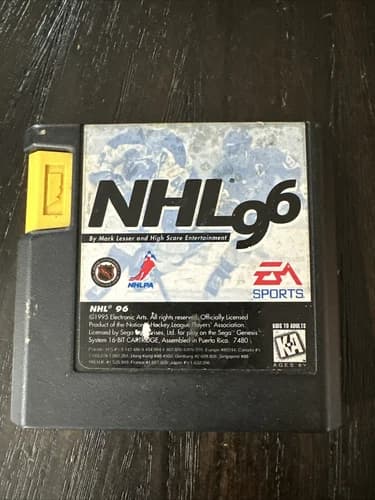 NHL96
By Mark Lesser and High Score Entertainment
NHLPA
EA
SPORTS™
NHL® 96
©1995 Electronic Arts. All rights reserved. Officially Licensed
Product of the National Hockey League Players' Association.
Licensed by Sega Enterprises, Ltd. for play on the Sega™ Genesis™
System 16-BIT CARTRIDGE. Assembled in Puerto Rico. 7480
KIDS TO ADULTS
K-A
AGES 6+